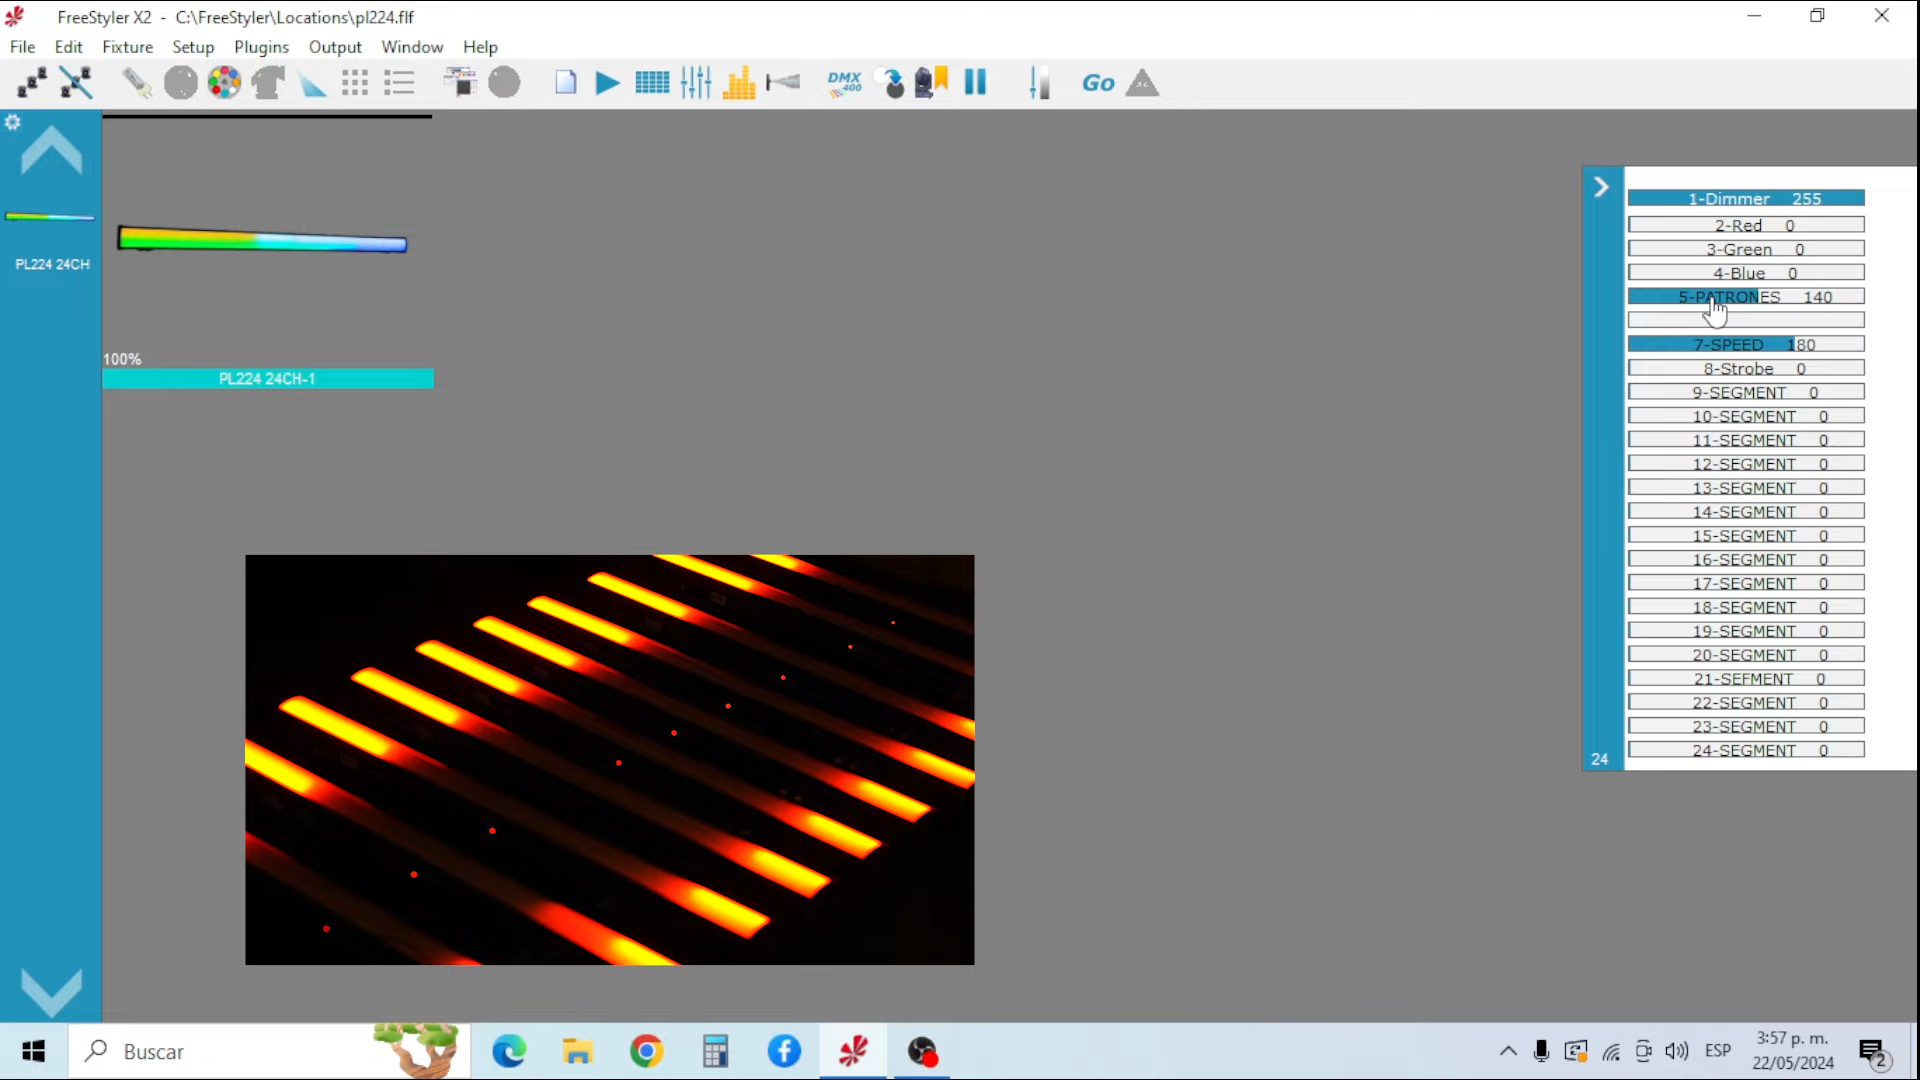 FreeStyler X2 - C:\FreeStyler\Locations\pl224.flf
File Edit Fixture Setup Plugins Output Window Help
DMX
400
Go
PL224 24CH
100%
PL224 24CH-1
1-Dimmer 255
2-Red 0
3-Green 0
4-Blue 0
5-PATRONES 140
7-SPEED 180
8-Strobe 0
9-SEGMENT 0
10-SEGMENT 0
11-SEGMENT 0
12-SEGMENT 0
13-SEGMENT 0
14-SEGMENT 0
15-SEGMENT 0
16-SEGMENT 0
17-SEGMENT 0
18-SEGMENT 0
19-SEGMENT 0
20-SEGMENT 0
21-SEFMENT 0
22-SEGMENT 0
23-SEGMENT 0
24-SEGMENT 0
24
Buscar
ESP
3:57 p. m.
22/05/2024
2